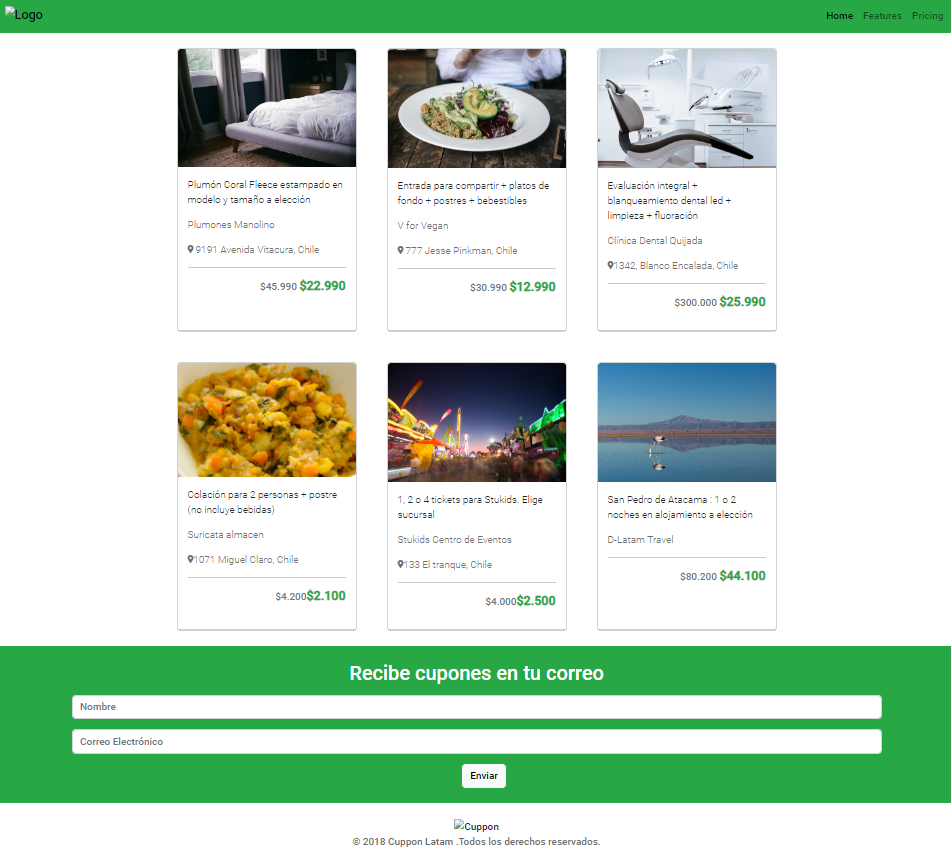 Logo
Home Features Pricing
Plumón Coral Fleece estampado en
modelo y tamaño a elección
Plumones Manolino
9191 Avenida Vitacura, Chile
$45.990 $22.990
Entrada para compartir + platos de
fondo + postres + bebestibles
V for Vegan
777 Jesse Pinkman, Chile
$30.990 $12.990
Evaluación integral +
blanqueamiento dental led +
limpieza + fluoración
Clínica Dental Quijada
1342, Blanco Encalada, Chile
$300.000 $25.990
Colación para 2 personas + postre
(no incluye bebidas)
Suricata almacen
1071 Miguel Claro, Chile
$4.200$2.100
1, 2 o 4 tickets para Stukids. Elige
sucursal
Stukids Centro de Eventos
133 El tranque, Chile
$4.000$2.500
San Pedro de Atacama.: 1 o 2
noches en alojamiento a elección
D-Latam Travel
$80.200 $44.100
Recibe cupones en tu correo
Nombre
Correo Electrónico
Enviar
Cuppon
© 2018 Cuppon Latam .Todos los derechos reservados.